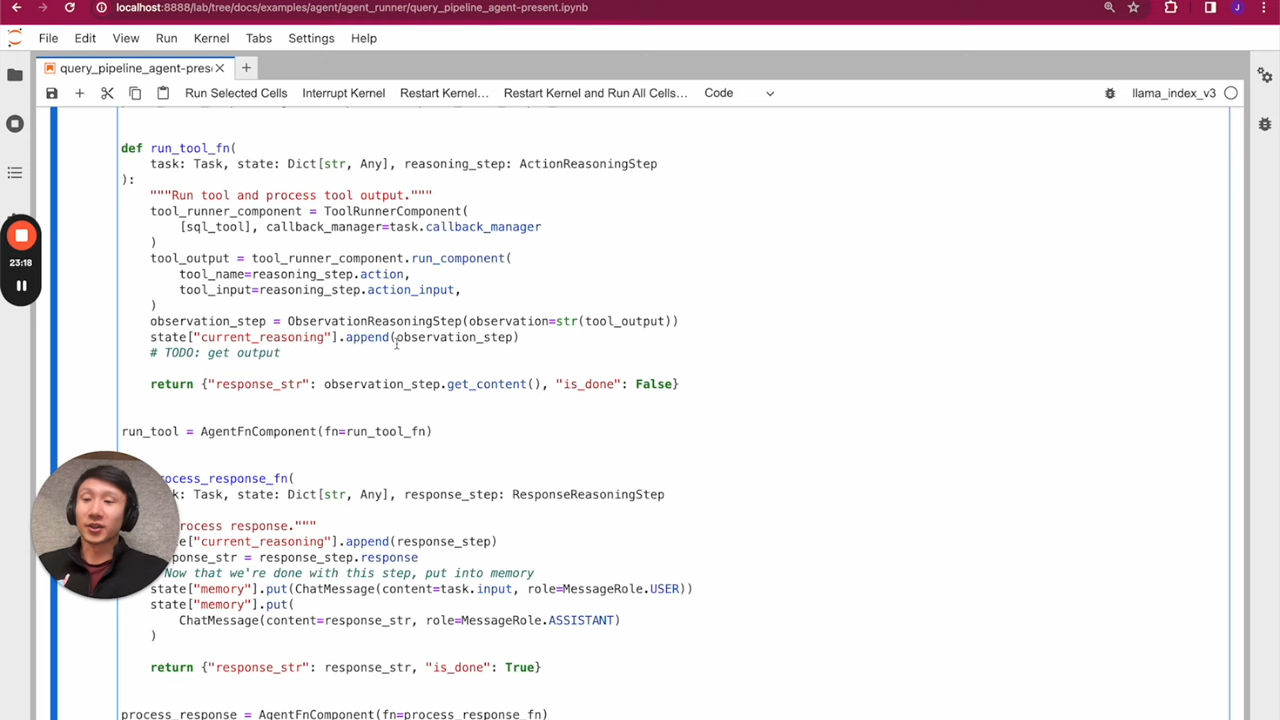 localhost:8888/lab/tree/docs/examples/agent/agent_runner/query_pipeline_agent-present.ipynb
J
File Edit View Run Kernel Tabs Settings Help
query_pipeline_agent-prese
Run Selected Cells Interrupt Kernel Restart Kernel… Restart Kernel and Run All Cells… Code llama_index_v3
def run_tool_fn(
task: Task, state: Dict[str, Any], reasoning_step: ActionReasoningStep
):
"""Run tool and process tool output."""
tool_runner_component = ToolRunnerComponent(
[sql_tool], callback_manager=task.callback_manager
)
tool_output = tool_runner_component.run_component(
tool_name=reasoning_step.action,
tool_input=reasoning_step.action_input,
)
observation_step = ObservationReasoningStep(observation=str(tool_output))
state["current_reasoning"].append(observation_step)
# TODO: get output
return {"response_str": observation_step.get_content(), "is_done": False}
run_tool = AgentFnComponent(fn=run_tool_fn)
rocess_response_fn(
k: Task, state: Dict[str, Any], response_step: ResponseReasoningStep
rocess response."""
te["current_reasoning"].append(response_step)
ponse_str = response_step.response
Now that we're done with this step, put into memory
state["memory"].put(ChatMessage(content=task.input, role=MessageRole.USER))
state["memory"].put(
ChatMessage(content=response_str, role=MessageRole.ASSISTANT)
)
return {"response_str": response_str, "is_done": True}
process_response = AgentFnComponent(fn=process_response_fn)
23:18